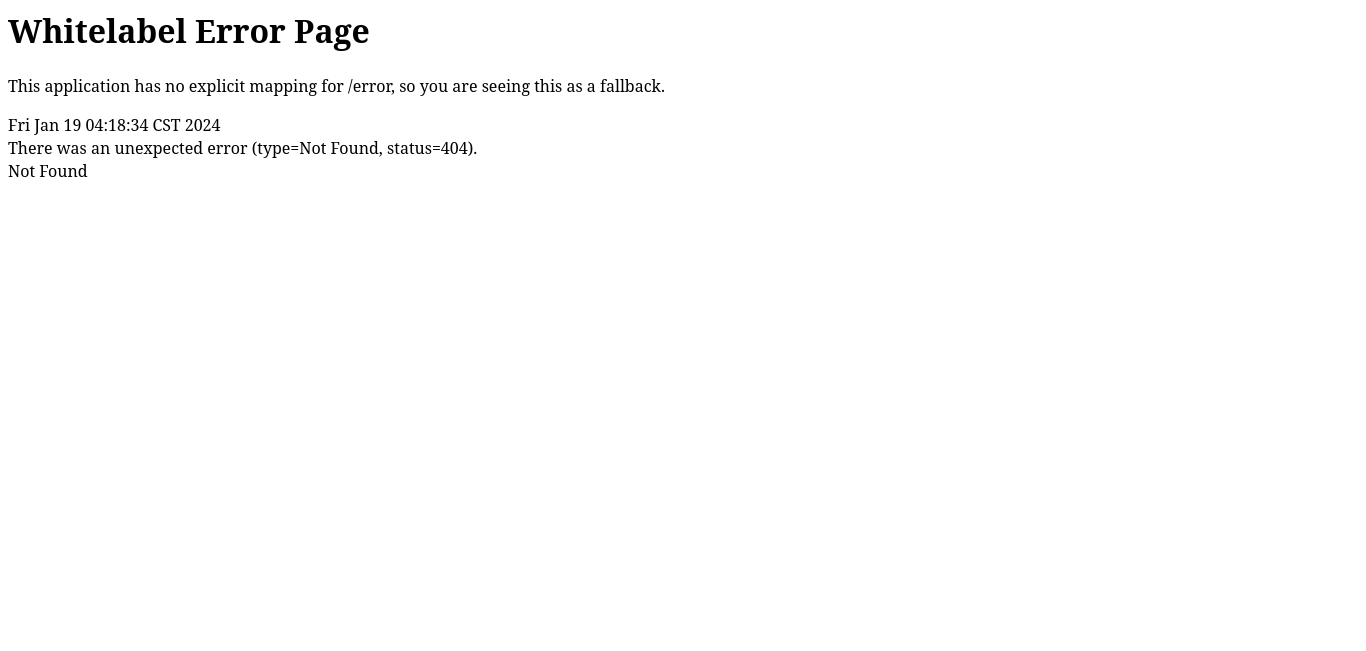 Whitelabel Error Page
This application has no explicit mapping for /error, so you are seeing this as a fallback.
Fri Jan 19 04:18:34 CST 2024
There was an unexpected error (type=Not Found, status=404).
Not Found